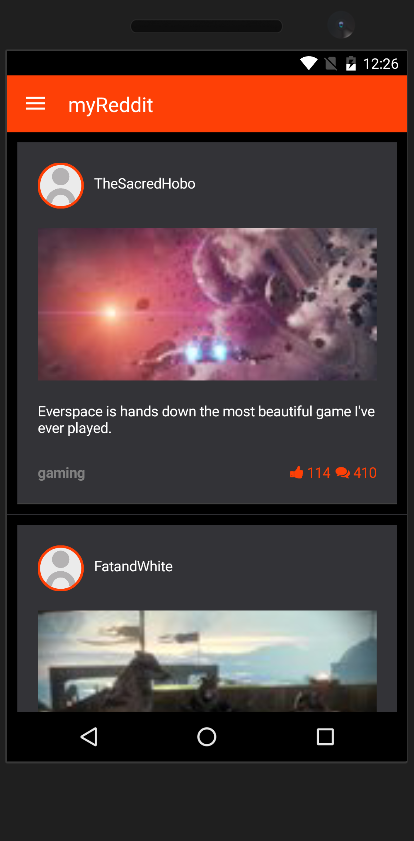 12:26
myReddit
TheSacredHobo
Everspace is hands down the most beautiful game I've
ever played.
gaming 114 410
FatandWhite